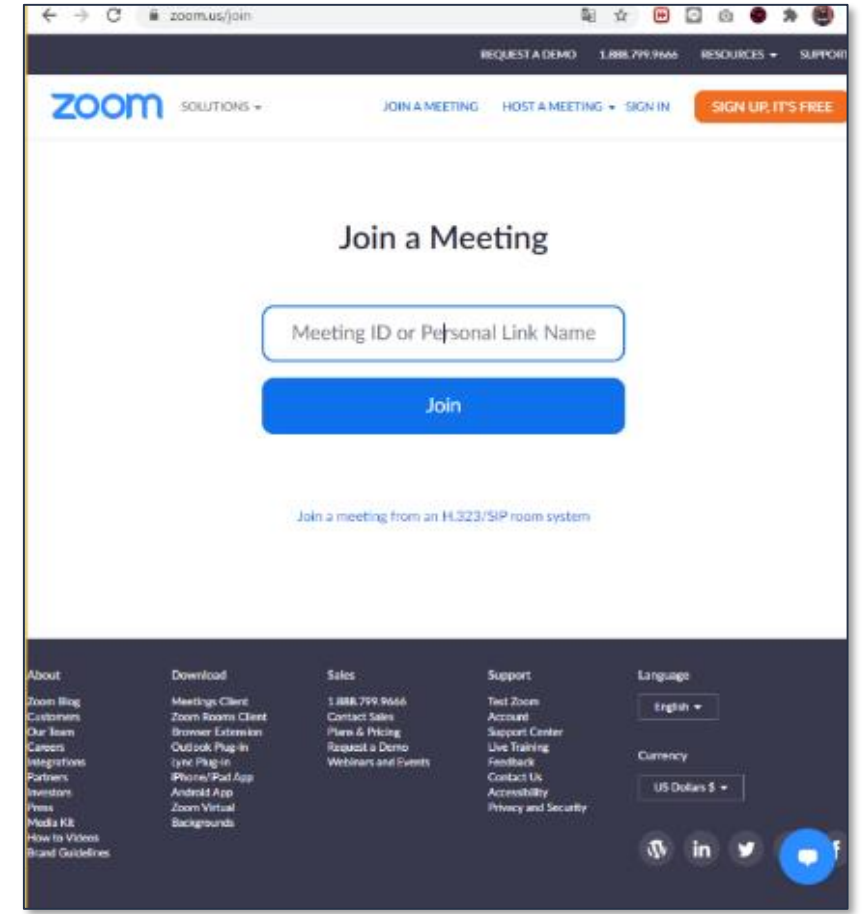 zoom.us/join
REQUEST A DEMO 1.888.799.9666 RESOURCES SUPPORT
zoom SOLUTIONS JOIN A MEETING HOST A MEETING SIGN IN SIGN UP, IT'S FREE
Join a Meeting
Meeting ID or Personal Link Name
Join
Join a meeting from an H.323/SIP room system
About
Zoom Blog
Customers
Our Team
Careers
Integrations
Partners
Investors
Press
Media Kit
How to Videos
Brand Guidelines
Download
Meetings Client
Zoom Rooms Client
Browser Extension
Outlook Plug-in
Lync Plug-in
iPhone/iPad App
Android App
Zoom Virtual
Backgrounds
Sales
1.888.799.9666
Contact Sales
Plans & Pricing
Request a Demo
Webinars and Events
Support
Test Zoom
Account
Support Center
Live Training
Feedback
Contact Us
Accessibility
Privacy and Security
Language
English
Currency
US Dollars $
in
f